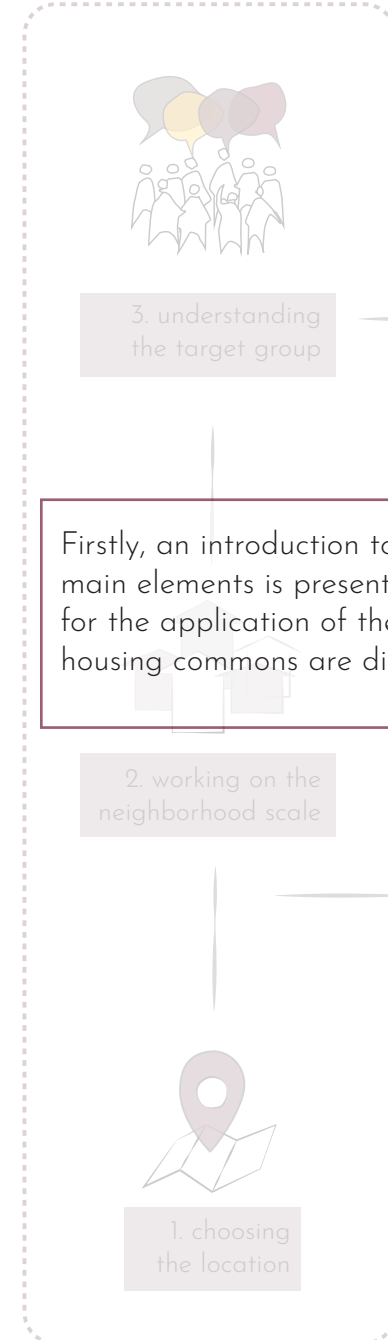 3. understanding
the target group
Firstly, an introduction to
main elements is present
for the application of the
housing commons are di
2. working on the
neighborhood scale
1. choosing
the location